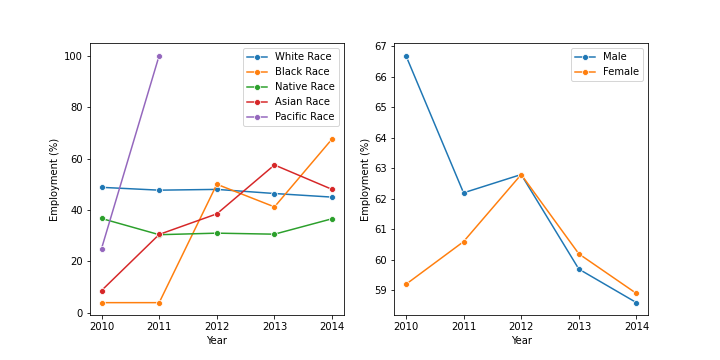 100
80
60
40
20
0
Employment (%)
2010 2011 2012 2013 2014
Year
White Race
Black Race
Native Race
Asian Race
Pacific Race
67
66
65
64
63
62
61
60
59
Employment (%)
2010 2011 2012 2013 2014
Year
Male
Female